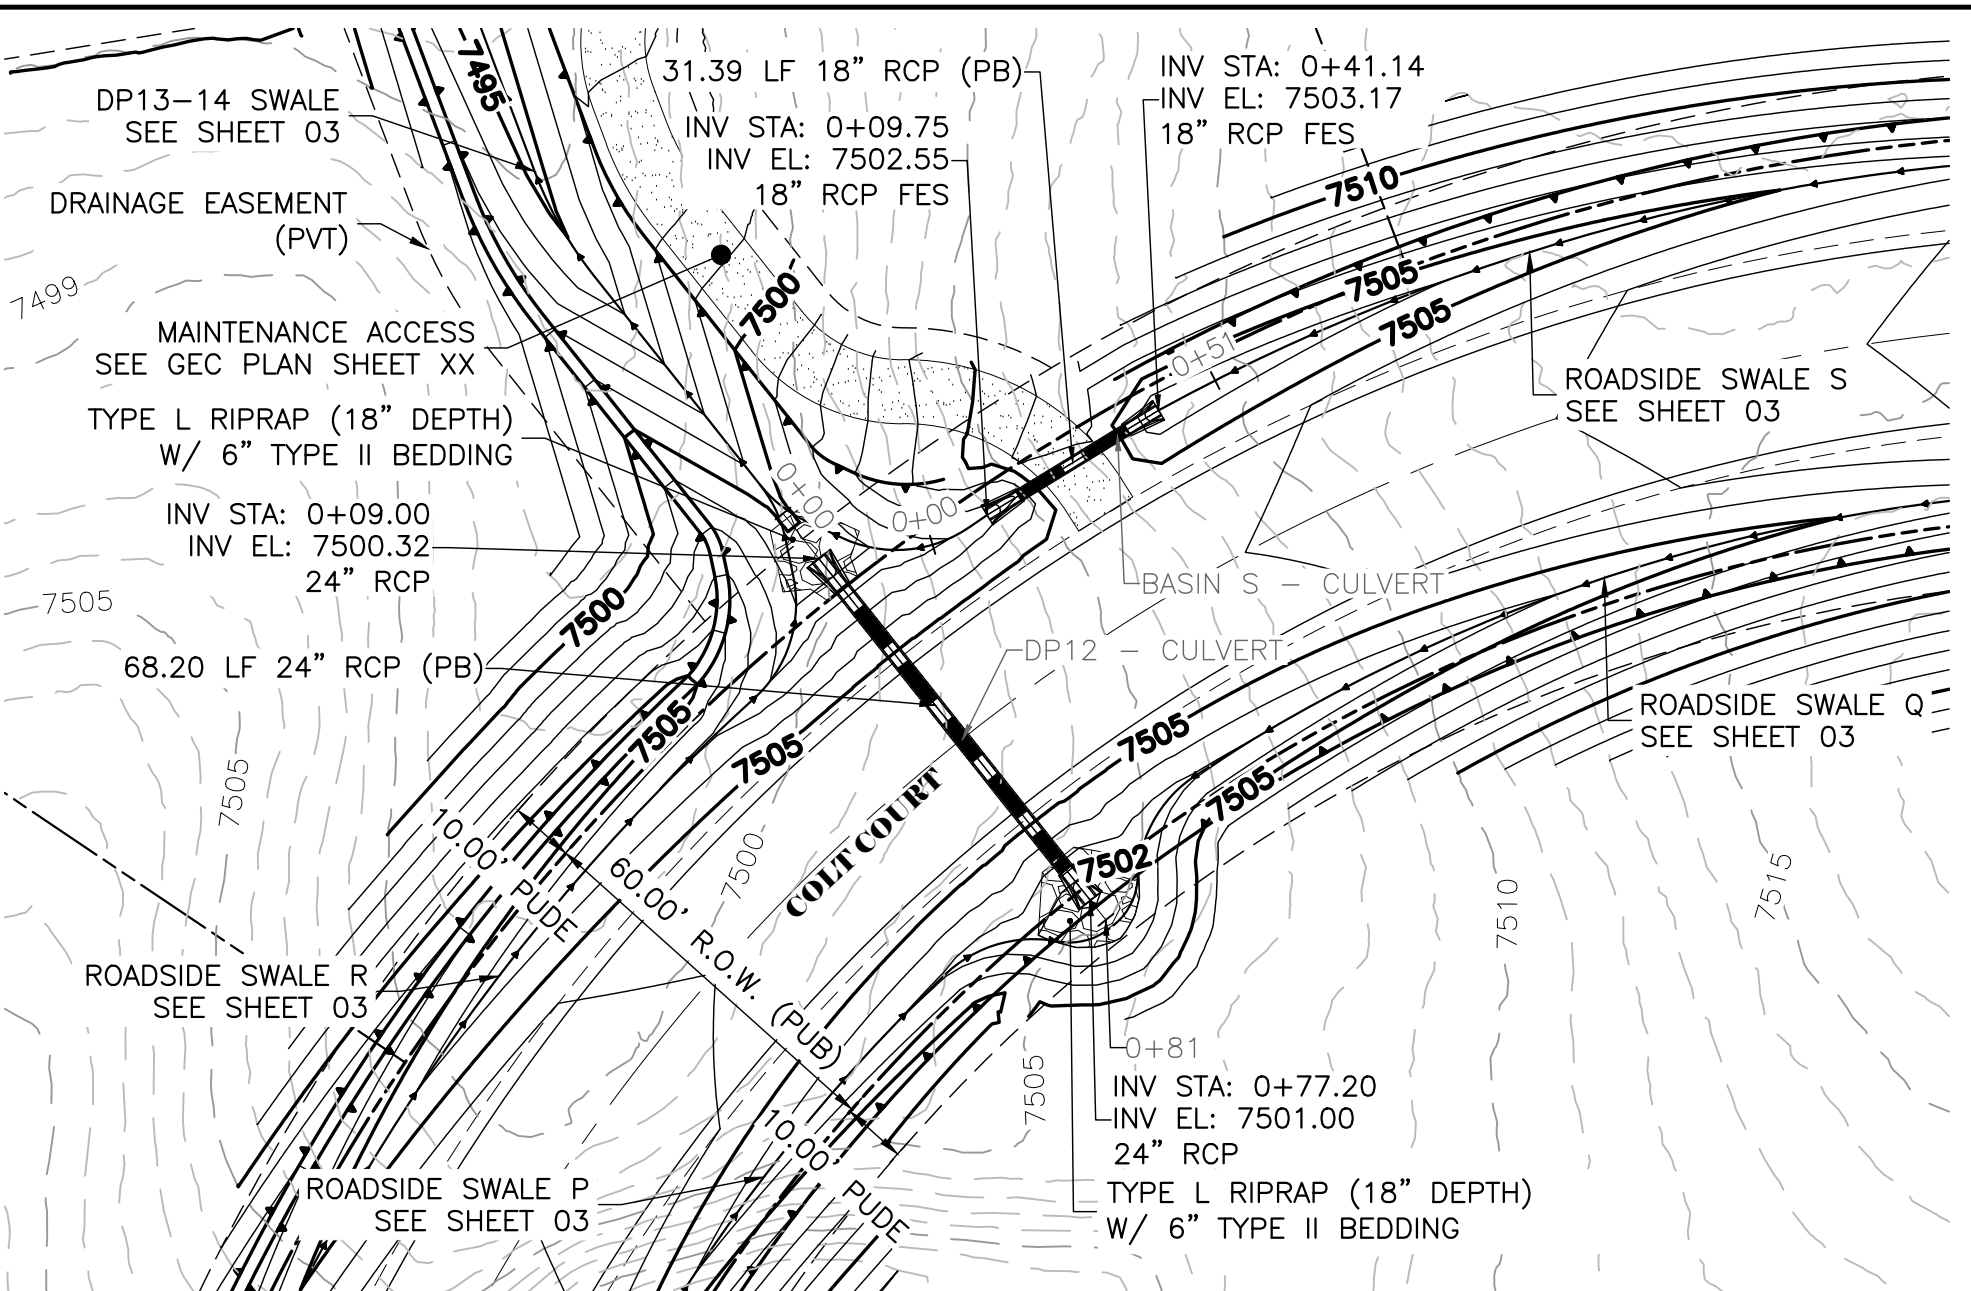 7495
31.39 LF 18” RCP (PB)
INV STA: 0+41.14
INV EL: 7503.17
18” RCP FES
DP13–14 SWALE
SEE SHEET 03
INV STA: 0+09.75
INV EL: 7502.55
18” RCP FES
7510
DRAINAGE EASEMENT
(PVT)
7499
7500
7505
7505
MAINTENANCE ACCESS
SEE GEC PLAN SHEET XX
0+51
ROADSIDE SWALE S
SEE SHEET 03
TYPE L RIPRAP (18” DEPTH)
W/ 6” TYPE II BEDDING
0+00
0+00
INV STA: 0+09.00
INV EL: 7500.32
24” RCP
BASIN S – CULVERT
7505
7500
DP12 – CULVERT
68.20 LF 24” RCP (PB)
ROADSIDE SWALE Q
SEE SHEET 03
7505
7505
7505
7505
7505
COLT COURT
10.00’ PUDE
60.00’ R.O.W. (PUB)
7500
7502
7515
7510
ROADSIDE SWALE R
SEE SHEET 03
0+81
7505
INV STA: 0+77.20
INV EL: 7501.00
24” RCP
10.00’ PUDE
ROADSIDE SWALE P
SEE SHEET 03
TYPE L RIPRAP (18” DEPTH)
W/ 6” TYPE II BEDDING